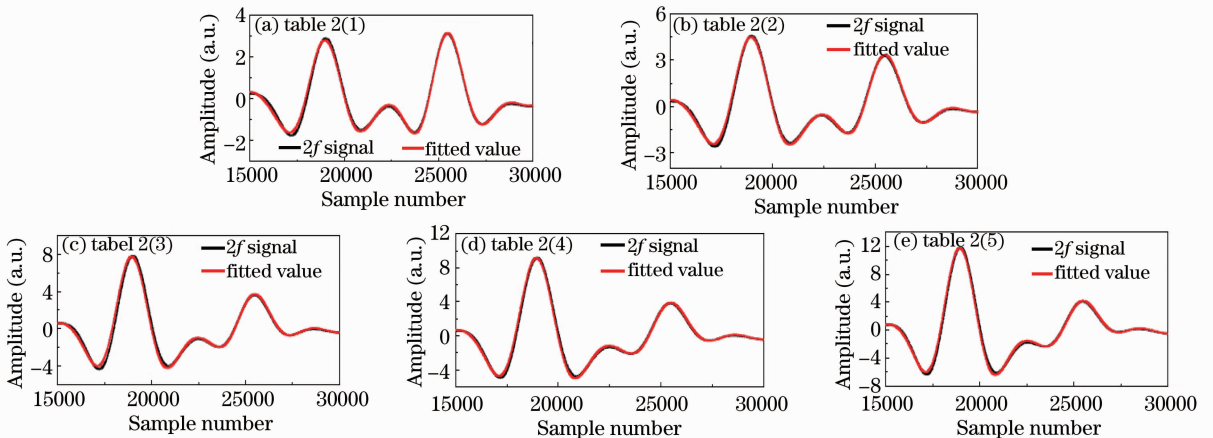 (a) table 2(1)
4
2
0
−2
Amplitude (a.u.)
2f signal
fitted value
15000 20000 25000 30000
Sample number
(b) table 2(2)
6
3
0
−3
Amplitude (a.u.)
2f signal
fitted value
15000 20000 25000 30000
Sample number
(c) tabel 2(3)
8
4
0
−4
Amplitude (a.u.)
2f signal
fitted value
15000 20000 25000 30000
Sample number
(d) table 2(4)
12
8
4
0
−4
Amplitude (a.u.)
2f signal
fitted value
15000 20000 25000 30000
Sample number
(e) table 2(5)
12
8
4
0
−4
−8
Amplitude (a.u.)
2f signal
fitted value
15000 20000 25000 30000
Sample number